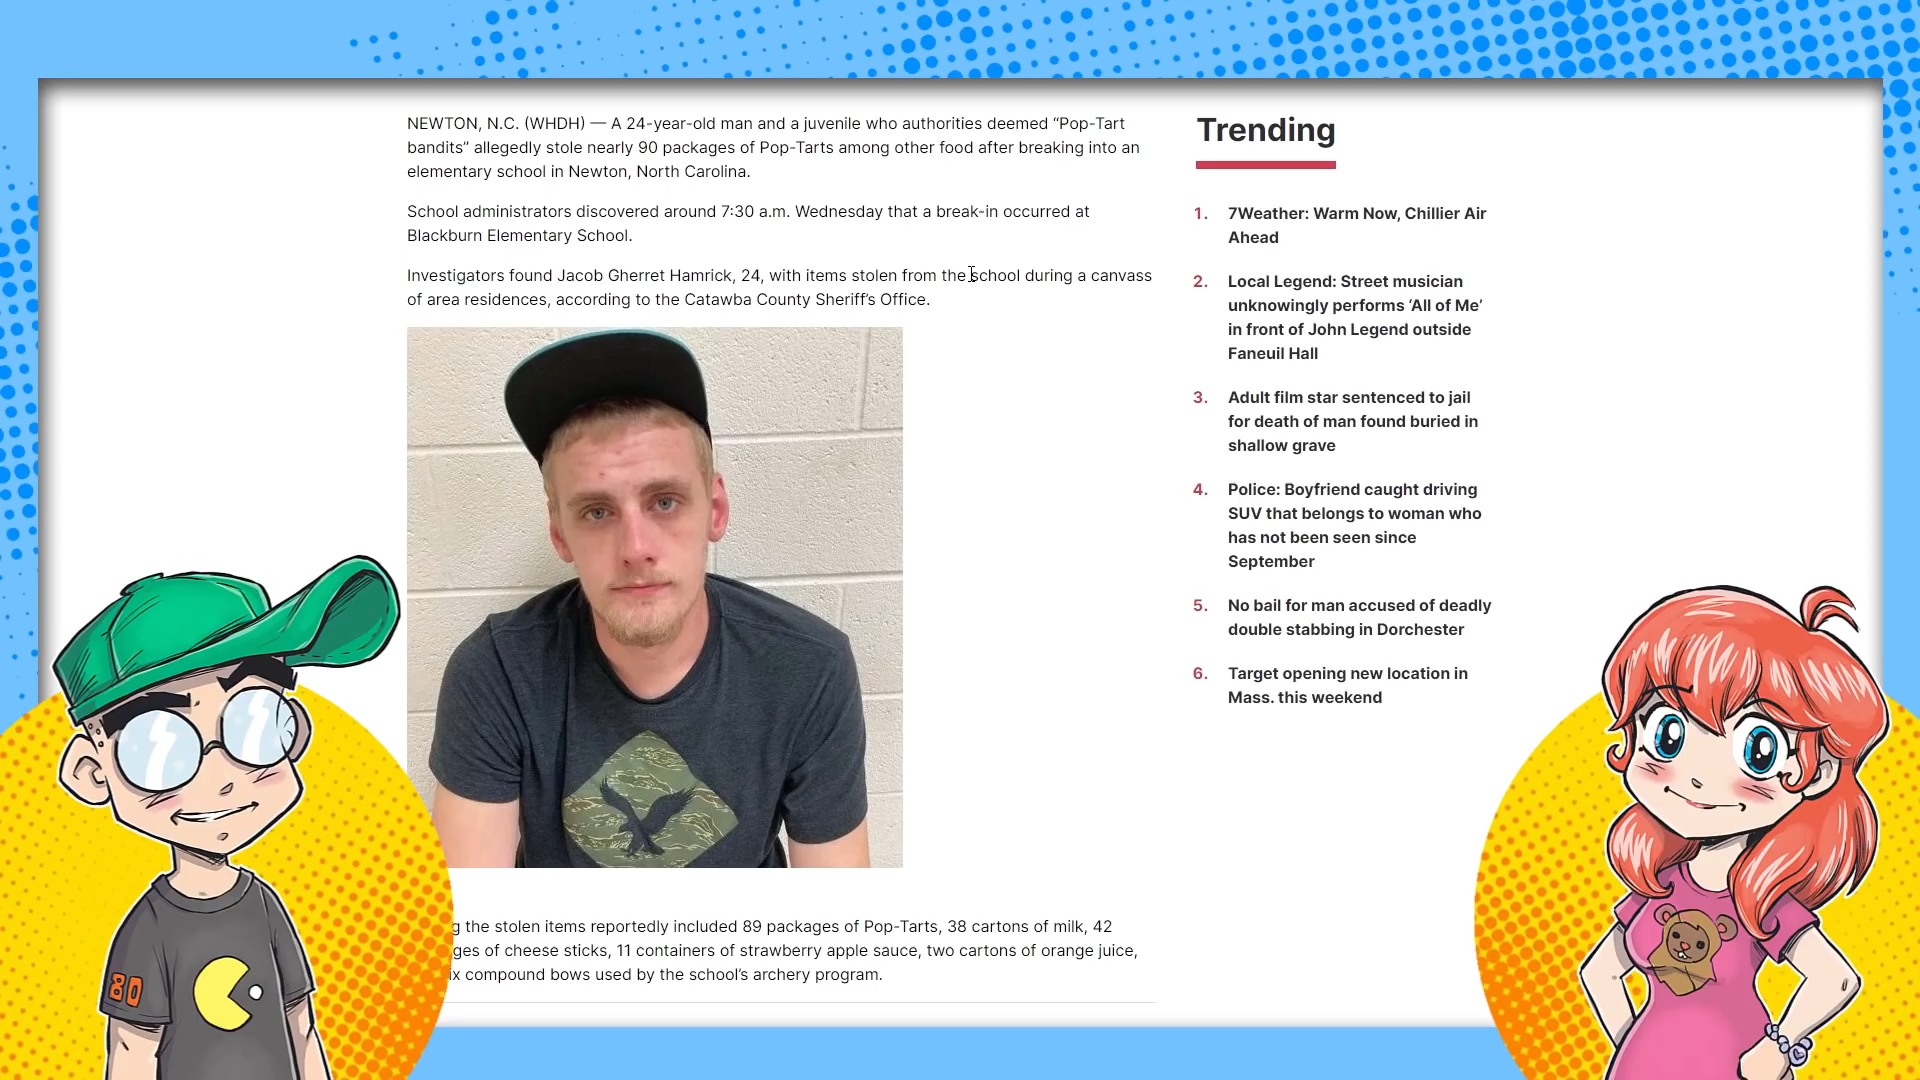 NEWTON, N.C. (WHDH) — A 24-year-old man and a juvenile who authorities deemed “Pop-Tart
bandits” allegedly stole nearly 90 packages of Pop-Tarts among other food after breaking into an
elementary school in Newton, North Carolina.
School administrators discovered around 7:30 a.m. Wednesday that a break-in occurred at
Blackburn Elementary School.
Investigators found Jacob Gherret Hamrick, 24, with items stolen from the school during a canvass
of area residences, according to the Catawba County Sheriff’s Office.
the stolen items reportedly included 89 packages of Pop-Tarts, 38 cartons of milk, 42
of cheese sticks, 11 containers of strawberry apple sauce, two cartons of orange juice,
compound bows used by the school’s archery program.
Trending
1. 7Weather: Warm Now, Chillier Air
Ahead
2. Local Legend: Street musician
unknowingly performs ‘All of Me’
in front of John Legend outside
Faneuil Hall
3. Adult film star sentenced to jail
for death of man found buried in
shallow grave
4. Police: Boyfriend caught driving
SUV that belongs to woman who
has not been seen since
September
5. No bail for man accused of deadly
double stabbing in Dorchester
6. Target opening new location in
Mass. this weekend
80